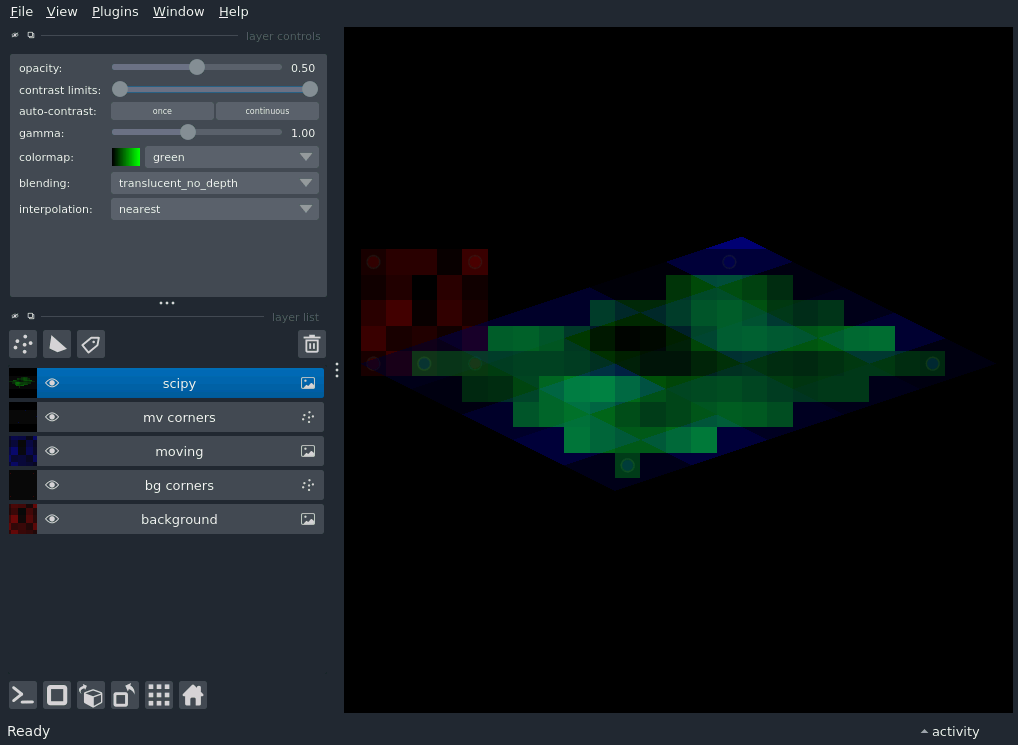 File View Plugins Window Help
layer controls
opacity: 0.50
contrast limits:
auto-contrast: once continuous
gamma: 1.00
colormap: green
blending: translucent_no_depth
interpolation: nearest
layer list
scipy
mv corners
moving
bg corners
background
Ready activity